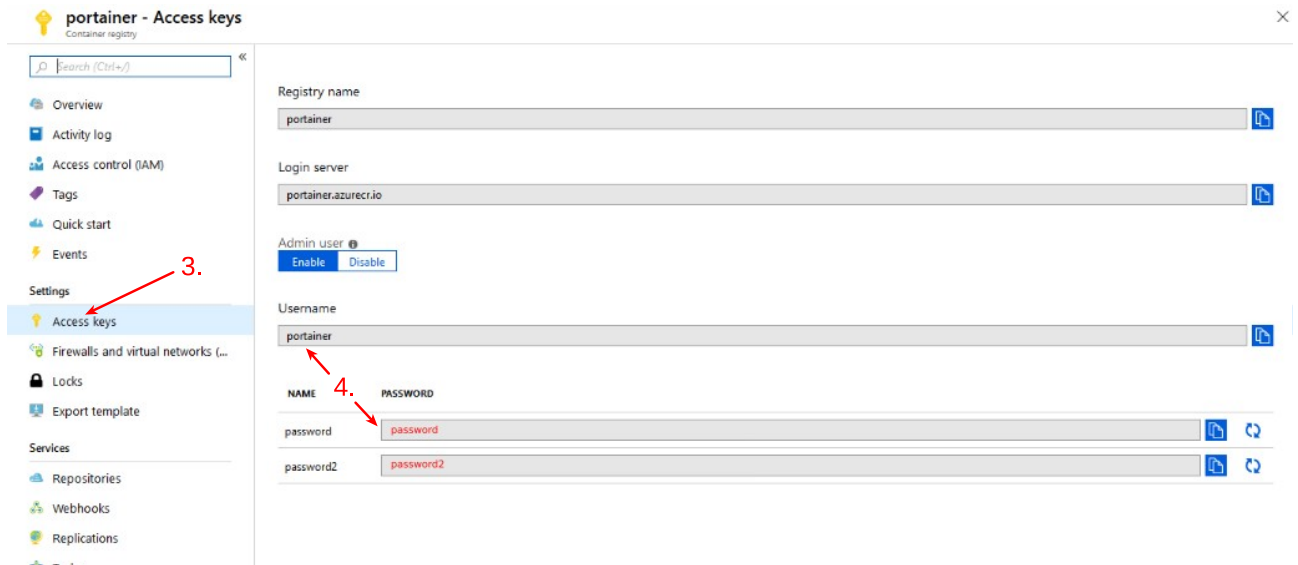 portainer - Access keys
Container registry
Search (Ctrl+/)
Overview
Activity log
Access control (IAM)
Tags
Quick start
Events
3.
Settings
Access keys
Firewalls and virtual networks (...
Locks
Export template
Services
Repositories
Webhooks
Replications
Registry name
portainer
Login server
portainer.azurecr.io
Admin user
Enable Disable
Username
portainer
4.
NAME PASSWORD
password password
password2 password2